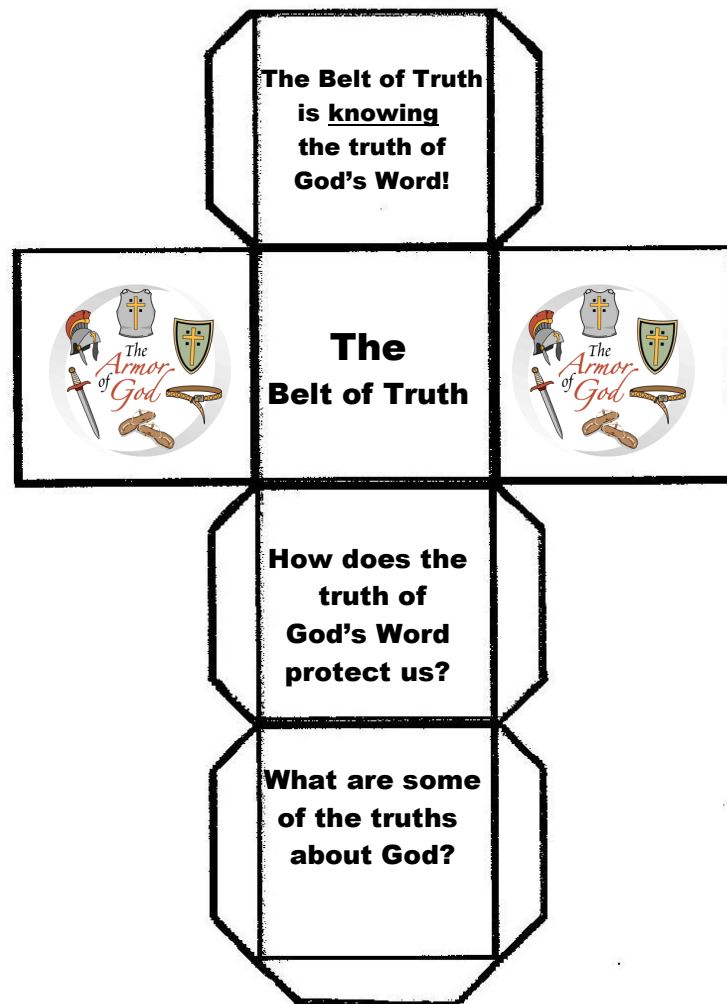 The Belt of Truth
is knowing
the truth of
God's Word!
The
Armor
of
God
The
Belt of Truth
The
Armor
of
God
How does the
truth of
God's Word
protect us?
What are some
of the truths
about God?